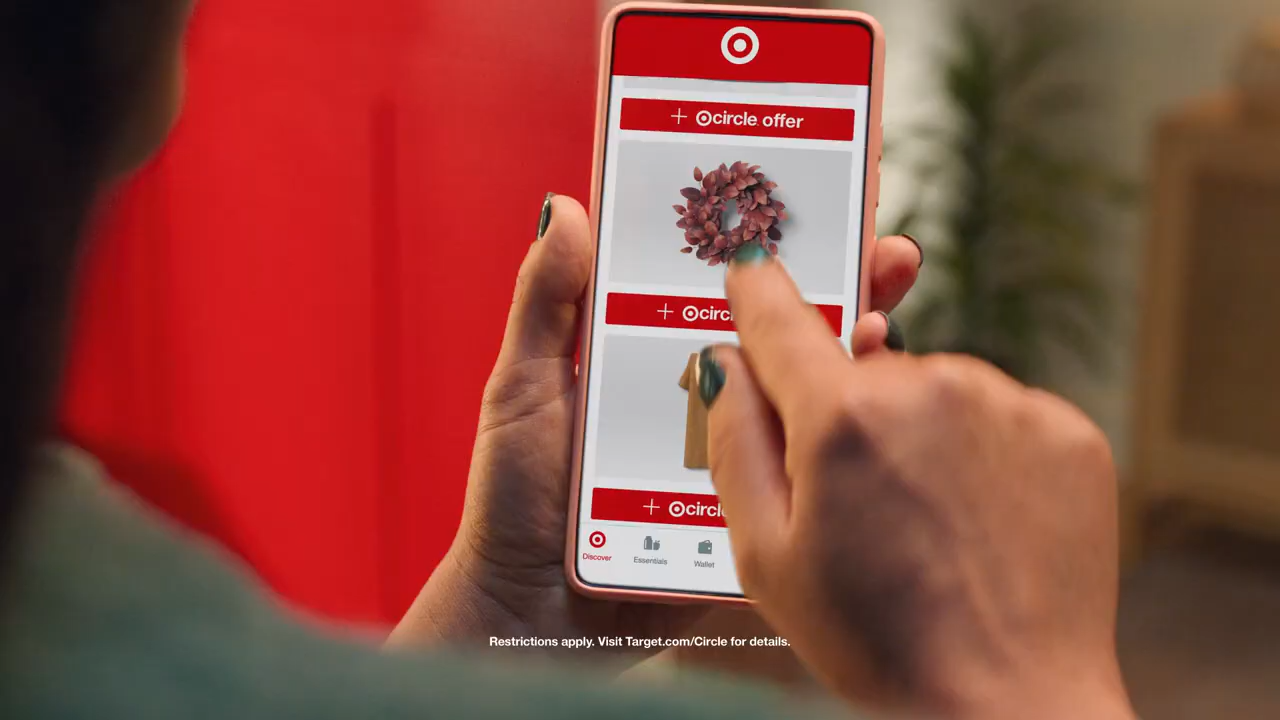 + circle offer
+ circl
+ circl
Discover
Essentials
Wallet
Restrictions apply. Visit Target.com/Circle for details.